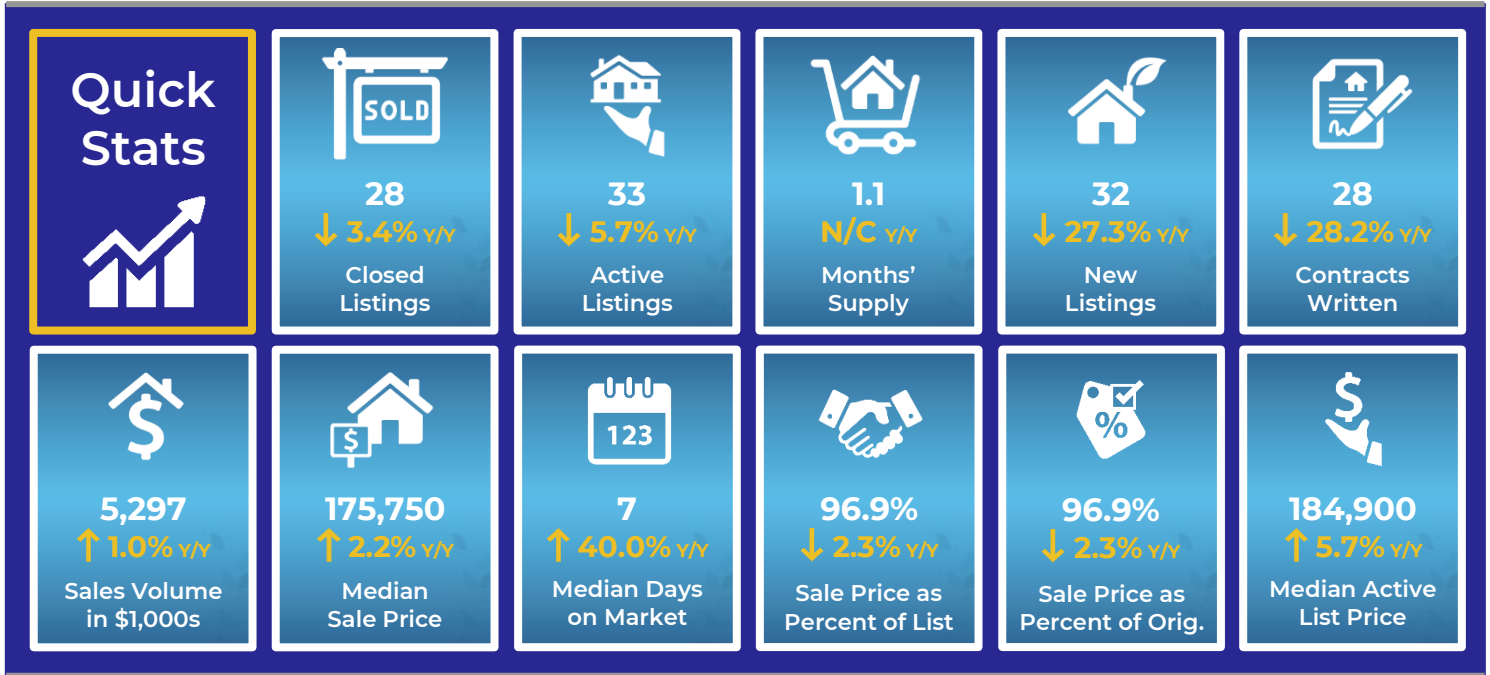 Quick
Stats
SOLD
28
↓ 3.4% Y/Y
Closed
Listings
33
↓ 5.7% Y/Y
Active
Listings
1.1
N/C Y/Y
Months’
Supply
32
↓ 27.3% Y/Y
New
Listings
28
↓ 28.2% Y/Y
Contracts
Written
$
5,297
↑ 1.0% Y/Y
Sales Volume
in $1,000s
$
175,750
↑ 2.2% Y/Y
Median
Sale Price
123
7
↑ 40.0% Y/Y
Median Days
on Market
96.9%
↓ 2.3% Y/Y
Sale Price as
Percent of List
%
96.9%
↓ 2.3% Y/Y
Sale Price as
Percent of Orig.
$
184,900
↑ 5.7% Y/Y
Median Active
List Price